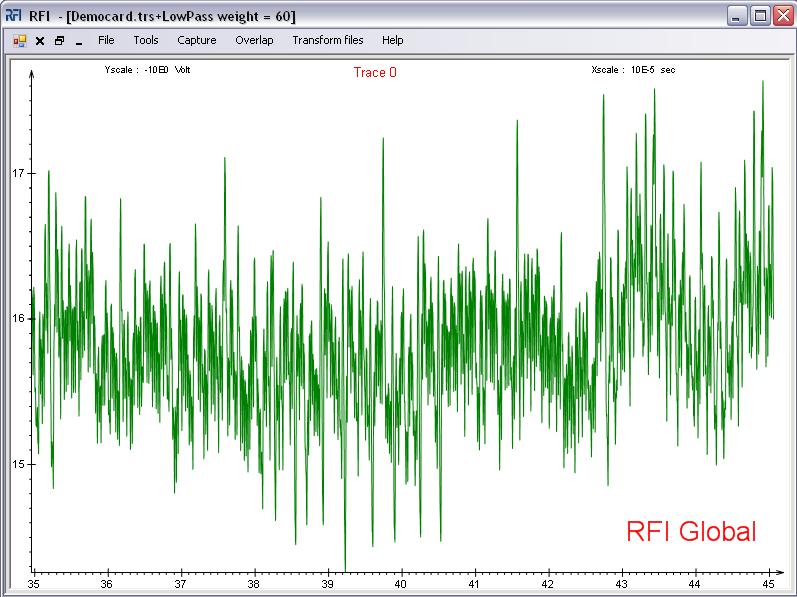 RFI - [Democard.trs+LowPass weight = 60]
File Tools Capture Overlap Transform files Help
Yscale : -10E0 Volt Trace 0 Xscale : 10E-5 sec
17
16
15
RFI Global
35 36 37 38 39 40 41 42 43 44 45